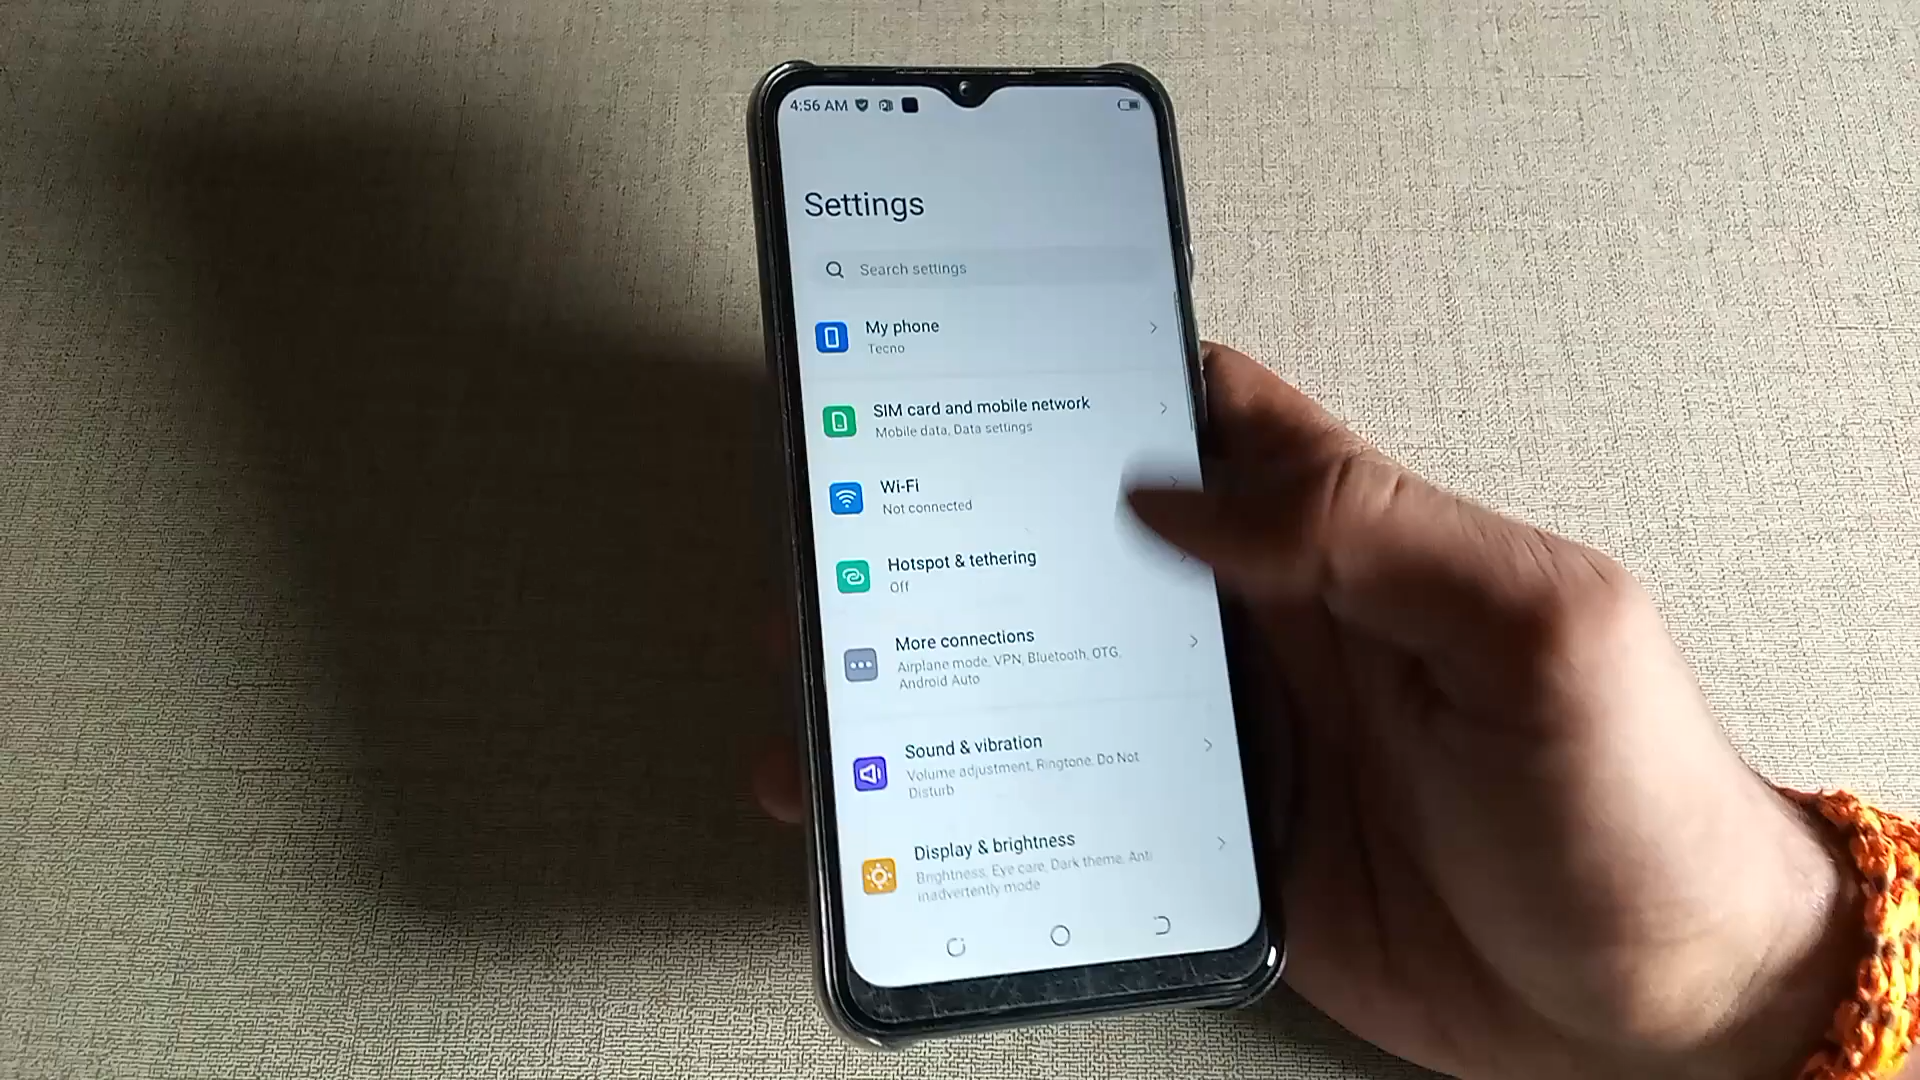 4:56 AM
Settings
Search settings
My phone
Tecno
SIM card and mobile network
Mobile data, Data settings
Wi-Fi
Not connected
Hotspot & tethering
Off
More connections
Airplane mode, VPN, Bluetooth, OTG,
Android Auto
Sound & vibration
Volume adjustment, Ringtone, Do Not
Disturb
Display & brightness
Brightness, Eye care, Dark theme, Anti
inadvertently mode